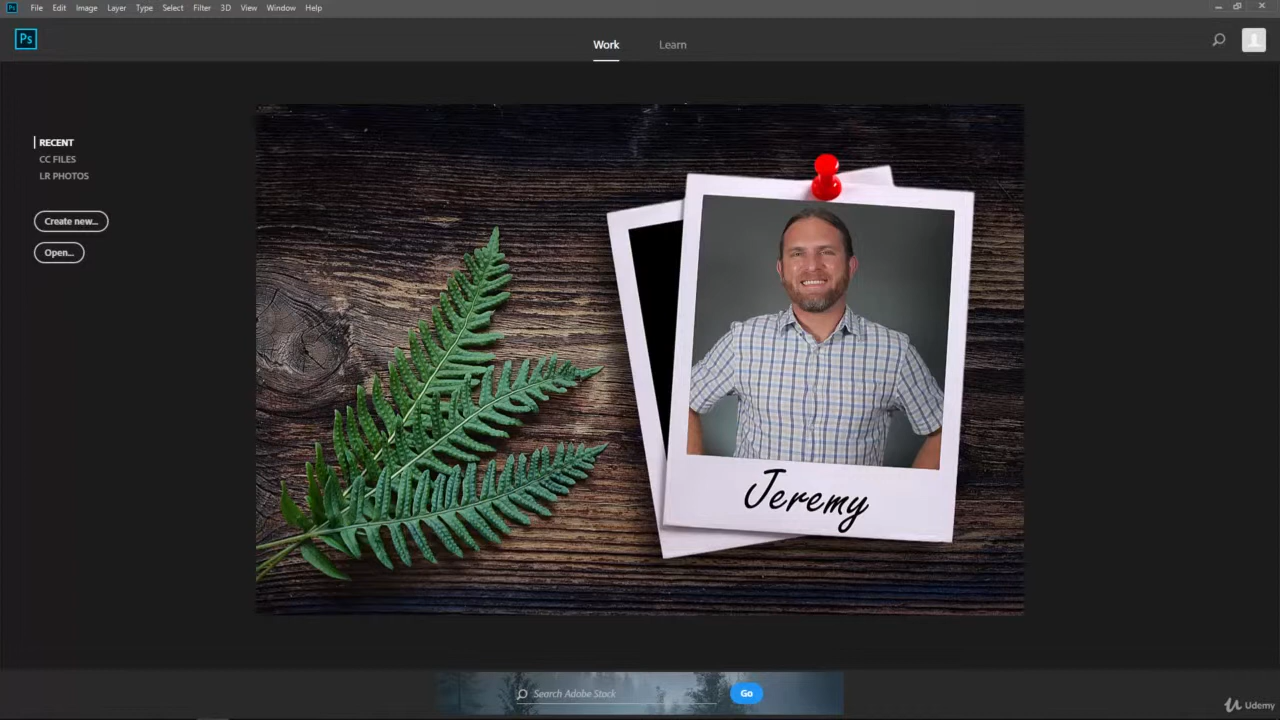 Ps File Edit Image Layer Type Select Filter 3D View Window Help
Ps
Work Learn
RECENT
CC FILES
LR PHOTOS
Create new...
Open...
Jeremy
Search Adobe Stock Go
Udemy